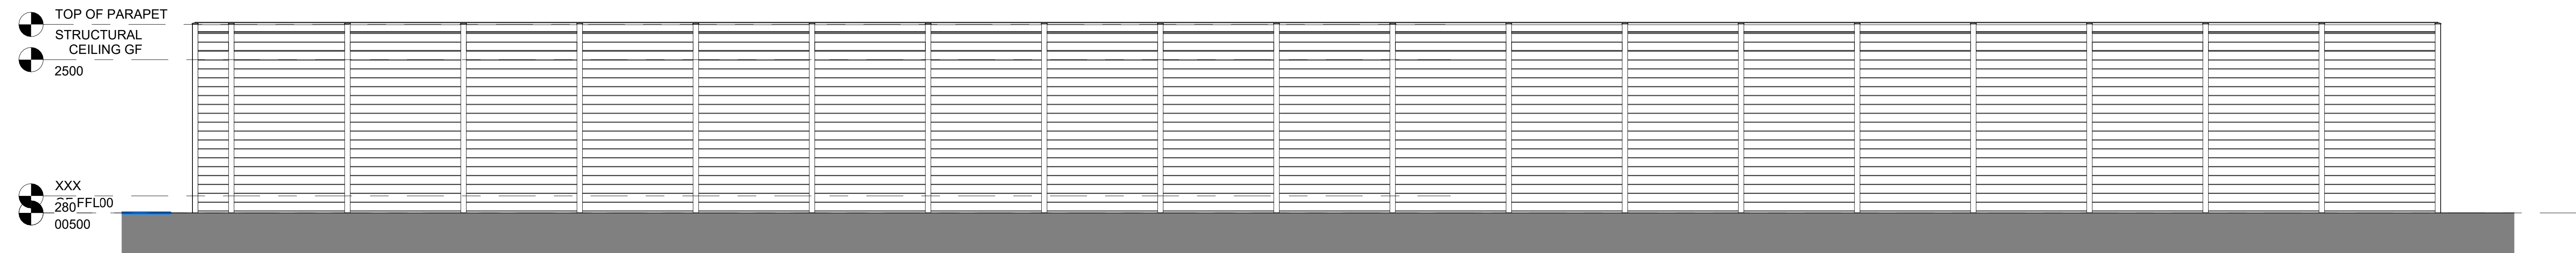 TOP OF PARAPET
STRUCTURAL
CEILING GF
2500
XXX
FFL00
280
00500